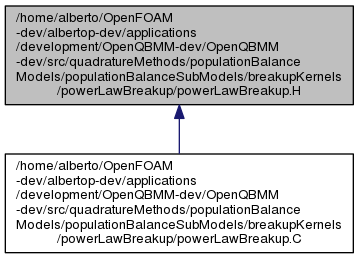 /home/alberto/OpenFOAM
-dev/albertop-dev/applications
/development/OpenQBMM-dev/OpenQBMM
-dev/src/quadratureMethods/populationBalance
Models/populationBalanceSubModels/breakupKernels
/powerLawBreakup/powerLawBreakup.H
/home/alberto/OpenFOAM
-dev/albertop-dev/applications
/development/OpenQBMM-dev/OpenQBMM
-dev/src/quadratureMethods/populationBalance
Models/populationBalanceSubModels/breakupKernels
/powerLawBreakup/powerLawBreakup.C